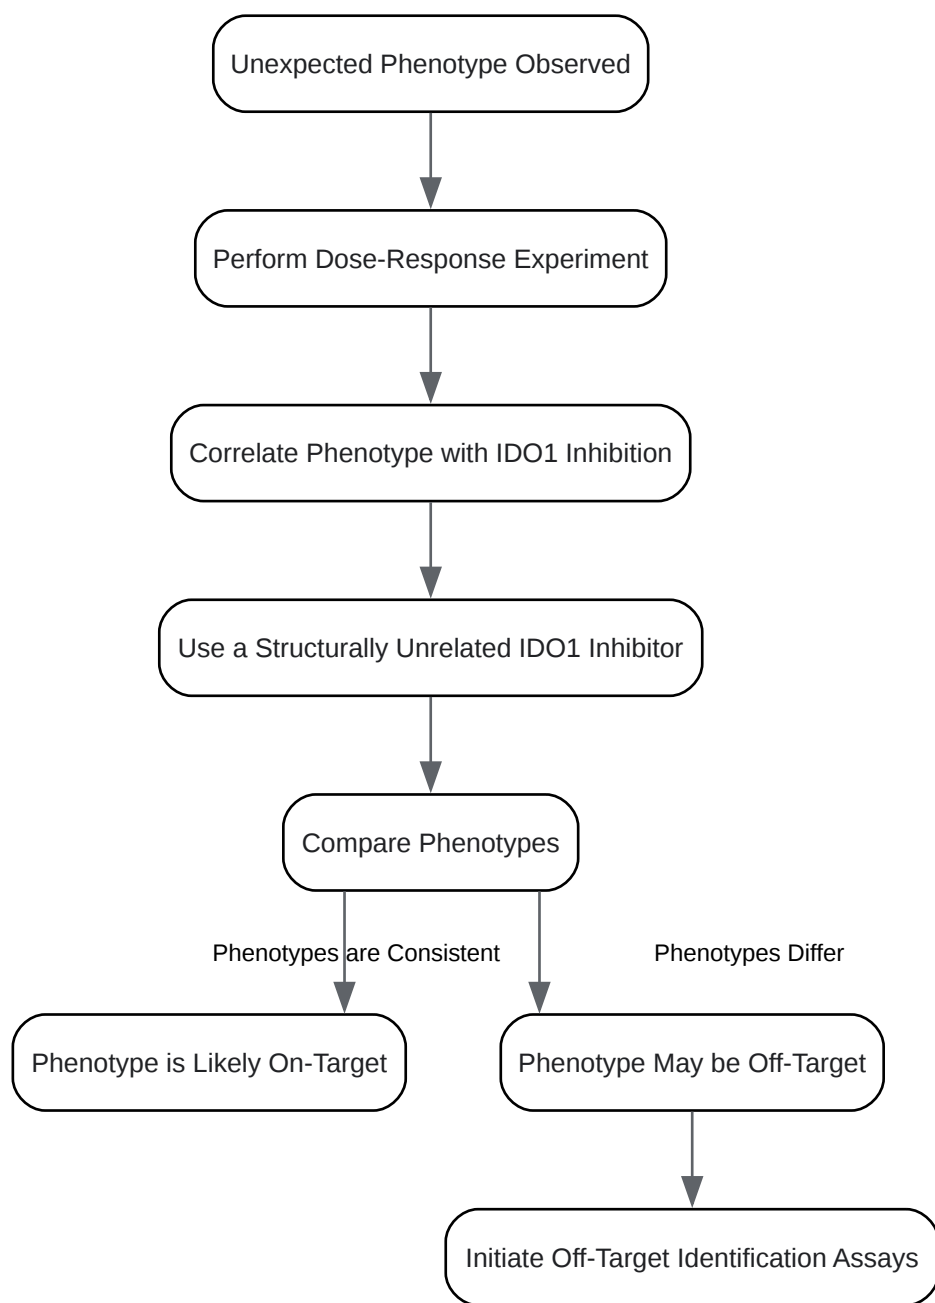 Unexpected Phenotype Observed
Perform Dose-Response Experiment
Correlate Phenotype with IDO1 Inhibition
Use a Structurally Unrelated IDO1 Inhibitor
Compare Phenotypes
Phenotypes are Consistent
Phenotypes Differ
Phenotype is Likely On-Target
Phenotype May be Off-Target
Initiate Off-Target Identification Assays